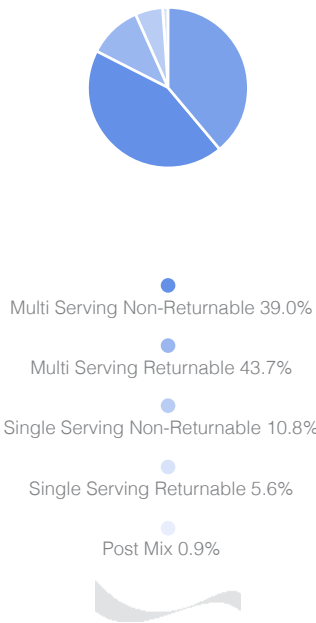 Multi Serving Non-Returnable 39.0%
Multi Serving Returnable 43.7%
Single Serving Non-Returnable 10.8%
Single Serving Returnable 5.6%
Post Mix 0.9%